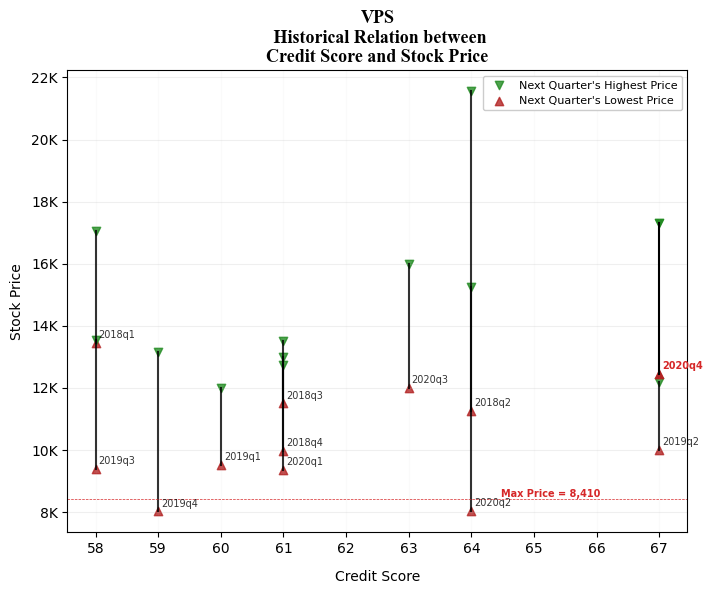 VPS
Historical Relation between
Credit Score and Stock Price
Next Quarter's Highest Price
Next Quarter's Lowest Price
22K
20K
18K
16K
14K
12K
10K
8K
Stock Price
2018q1
2020q4
2020q3
2018q3
2018q2
2018q4
2019q2
2019q3
2019q1
2020q1
Max Price = 8,410
2019q4
2020q2
58 59 60 61 62 63 64 65 66 67
Credit Score